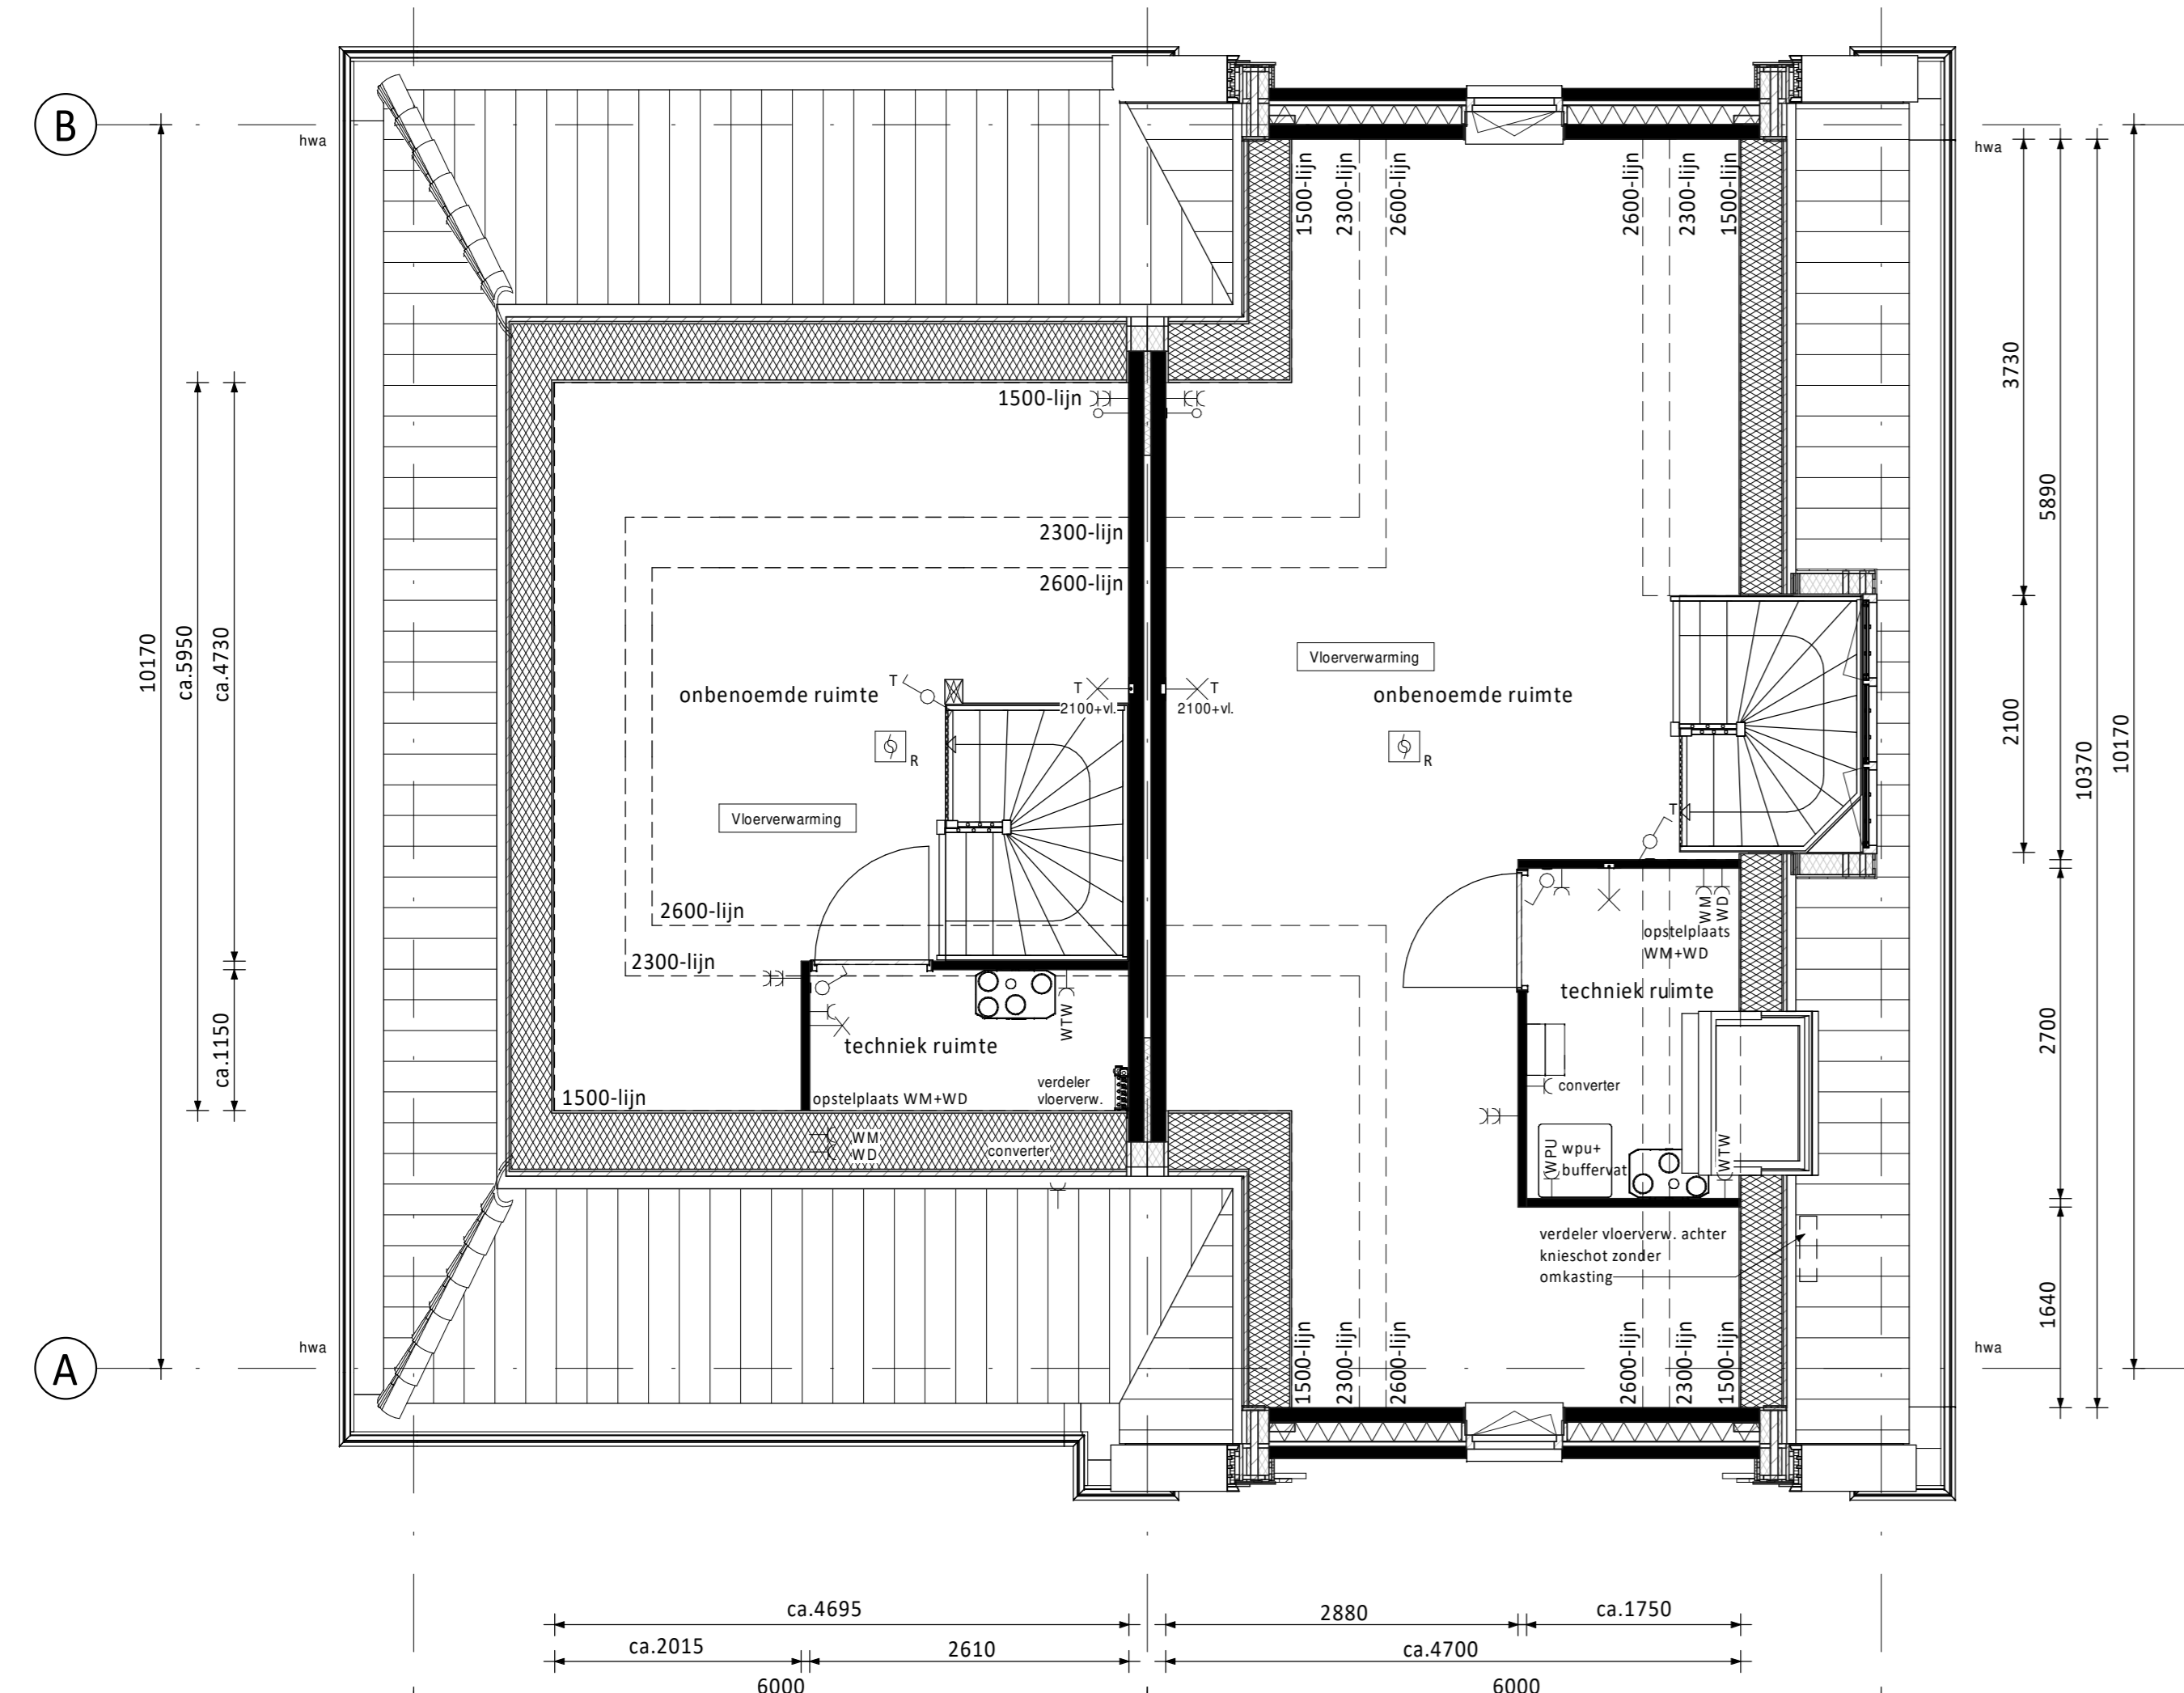 B
hwa
hwa
1500-lijn
2300-lijn
2600-lijn
2600-lijn
2300-lijn
1500-lijn
10170
ca.5950
ca.4730
ca.1150
3730
5890
2100
10370
10170
2700
1640
1500-lijn
2300-lijn
2600-lijn
Vloerverwarming
onbenoemde ruimte
T
T
2100+vl.
T
2100+vl.
onbenoemde ruimte
R
R
Vloerverwarming
T
2600-lijn
2300-lijn
WTW
techniek ruimte
verdeler
vloerverw.
1500-lijn
opstelplaats WM+WD
WM
WD
converter
WM
WD
opstelplaats
WM+WD
techniek ruimte
converter
WPU
wpu+
buffervat
WTW
verdeler vloerverw. achter
knieschot zonder
omkasting
A
hwa
hwa
1500-lijn
2300-lijn
2600-lijn
2600-lijn
2300-lijn
1500-lijn
ca.4695
2880
ca.1750
ca.2015
2610
ca.4700
6000
6000